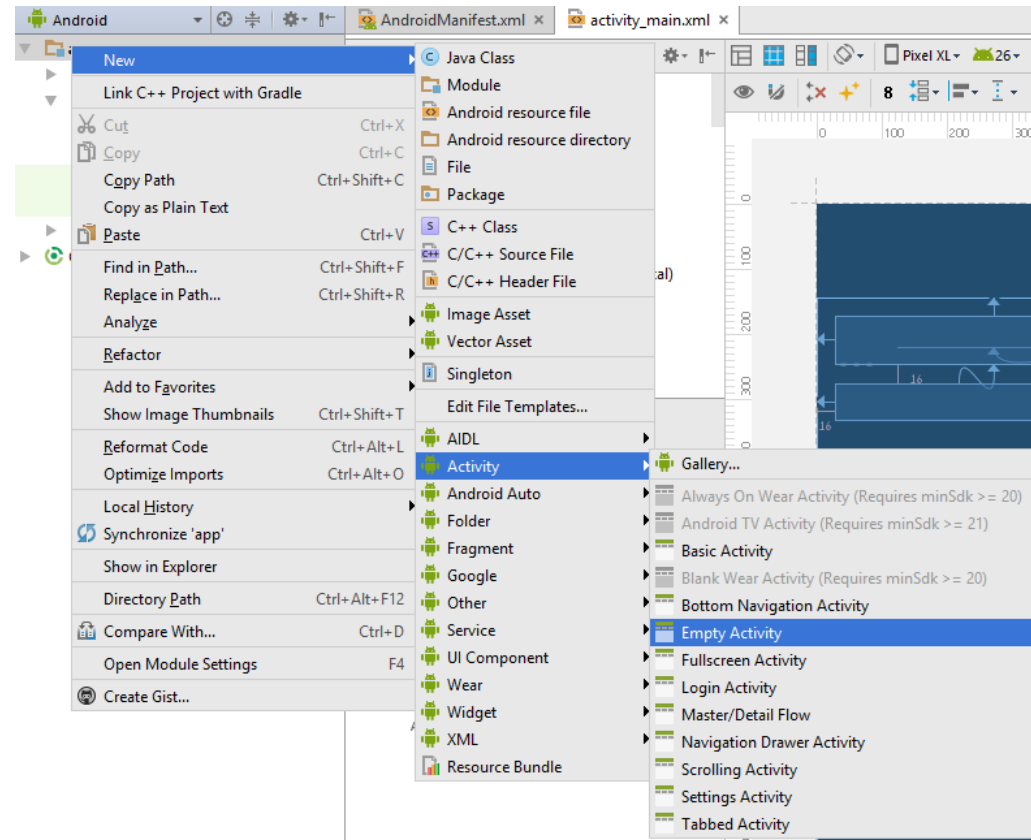 Android
AndroidManifest.xml
activity_main.xml
New
Link C++ Project with Gradle
Cut Ctrl+X
Copy Ctrl+C
Copy Path Ctrl+Shift+C
Copy as Plain Text
Paste Ctrl+V
Find in Path... Ctrl+Shift+F
Replace in Path... Ctrl+Shift+R
Analyze
Refactor
Add to Favorites
Show Image Thumbnails Ctrl+Shift+T
Reformat Code Ctrl+Alt+L
Optimize Imports Ctrl+Alt+O
Local History
Synchronize 'app'
Show in Explorer
Directory Path Ctrl+Alt+F12
Compare With... Ctrl+D
Open Module Settings F4
Create Gist...
Java Class
Module
Android resource file
Android resource directory
File
Package
C++ Class
C/C++ Source File
C/C++ Header File
Image Asset
Vector Asset
Singleton
Edit File Templates...
AIDL
Activity
Android Auto
Folder
Fragment
Google
Other
Service
UI Component
Wear
Widget
XML
Resource Bundle
Gallery...
Always On Wear Activity (Requires minSdk >= 20)
Android TV Activity (Requires minSdk >= 21)
Basic Activity
Blank Wear Activity (Requires minSdk >= 20)
Bottom Navigation Activity
Empty Activity
Fullscreen Activity
Login Activity
Master/Detail Flow
Navigation Drawer Activity
Scrolling Activity
Settings Activity
Tabbed Activity
Pixel XL
26
8
0 100 200
0
100
200
300
16
16